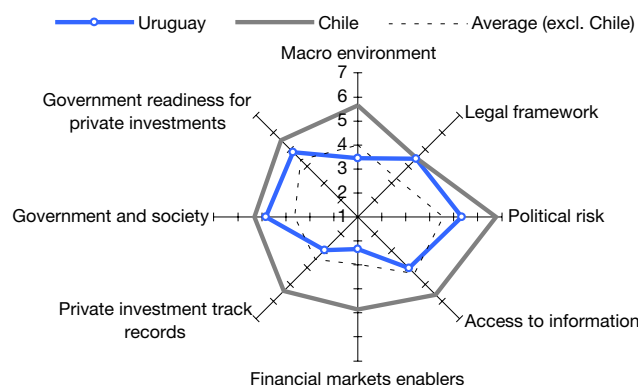 Uruguay
Chile
Average (excl. Chile)
Macro environment
7
6
5
4
3
2
1
Government readiness for
private investments
Legal framework
Government and society
Political risk
Private investment track
records
Access to information
Financial markets enablers